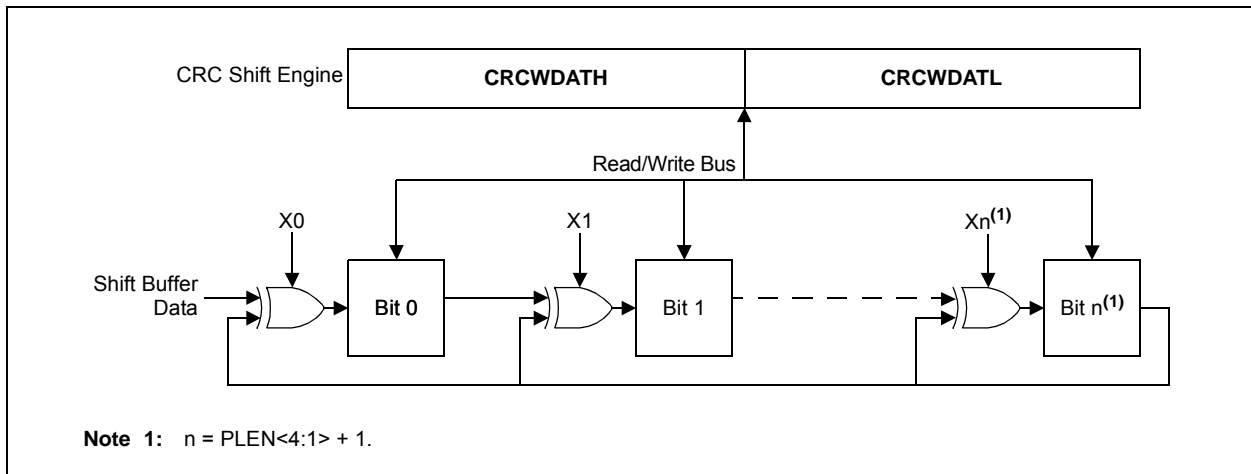 CRC Shift Engine
CRCWDATH
CRCWDATL
Read/Write Bus
X0
X1
Xn(1)
Shift Buffer
Data
Bit 0
Bit 1
Bit n(1)
Note 1: n = PLEN<4:1> + 1.